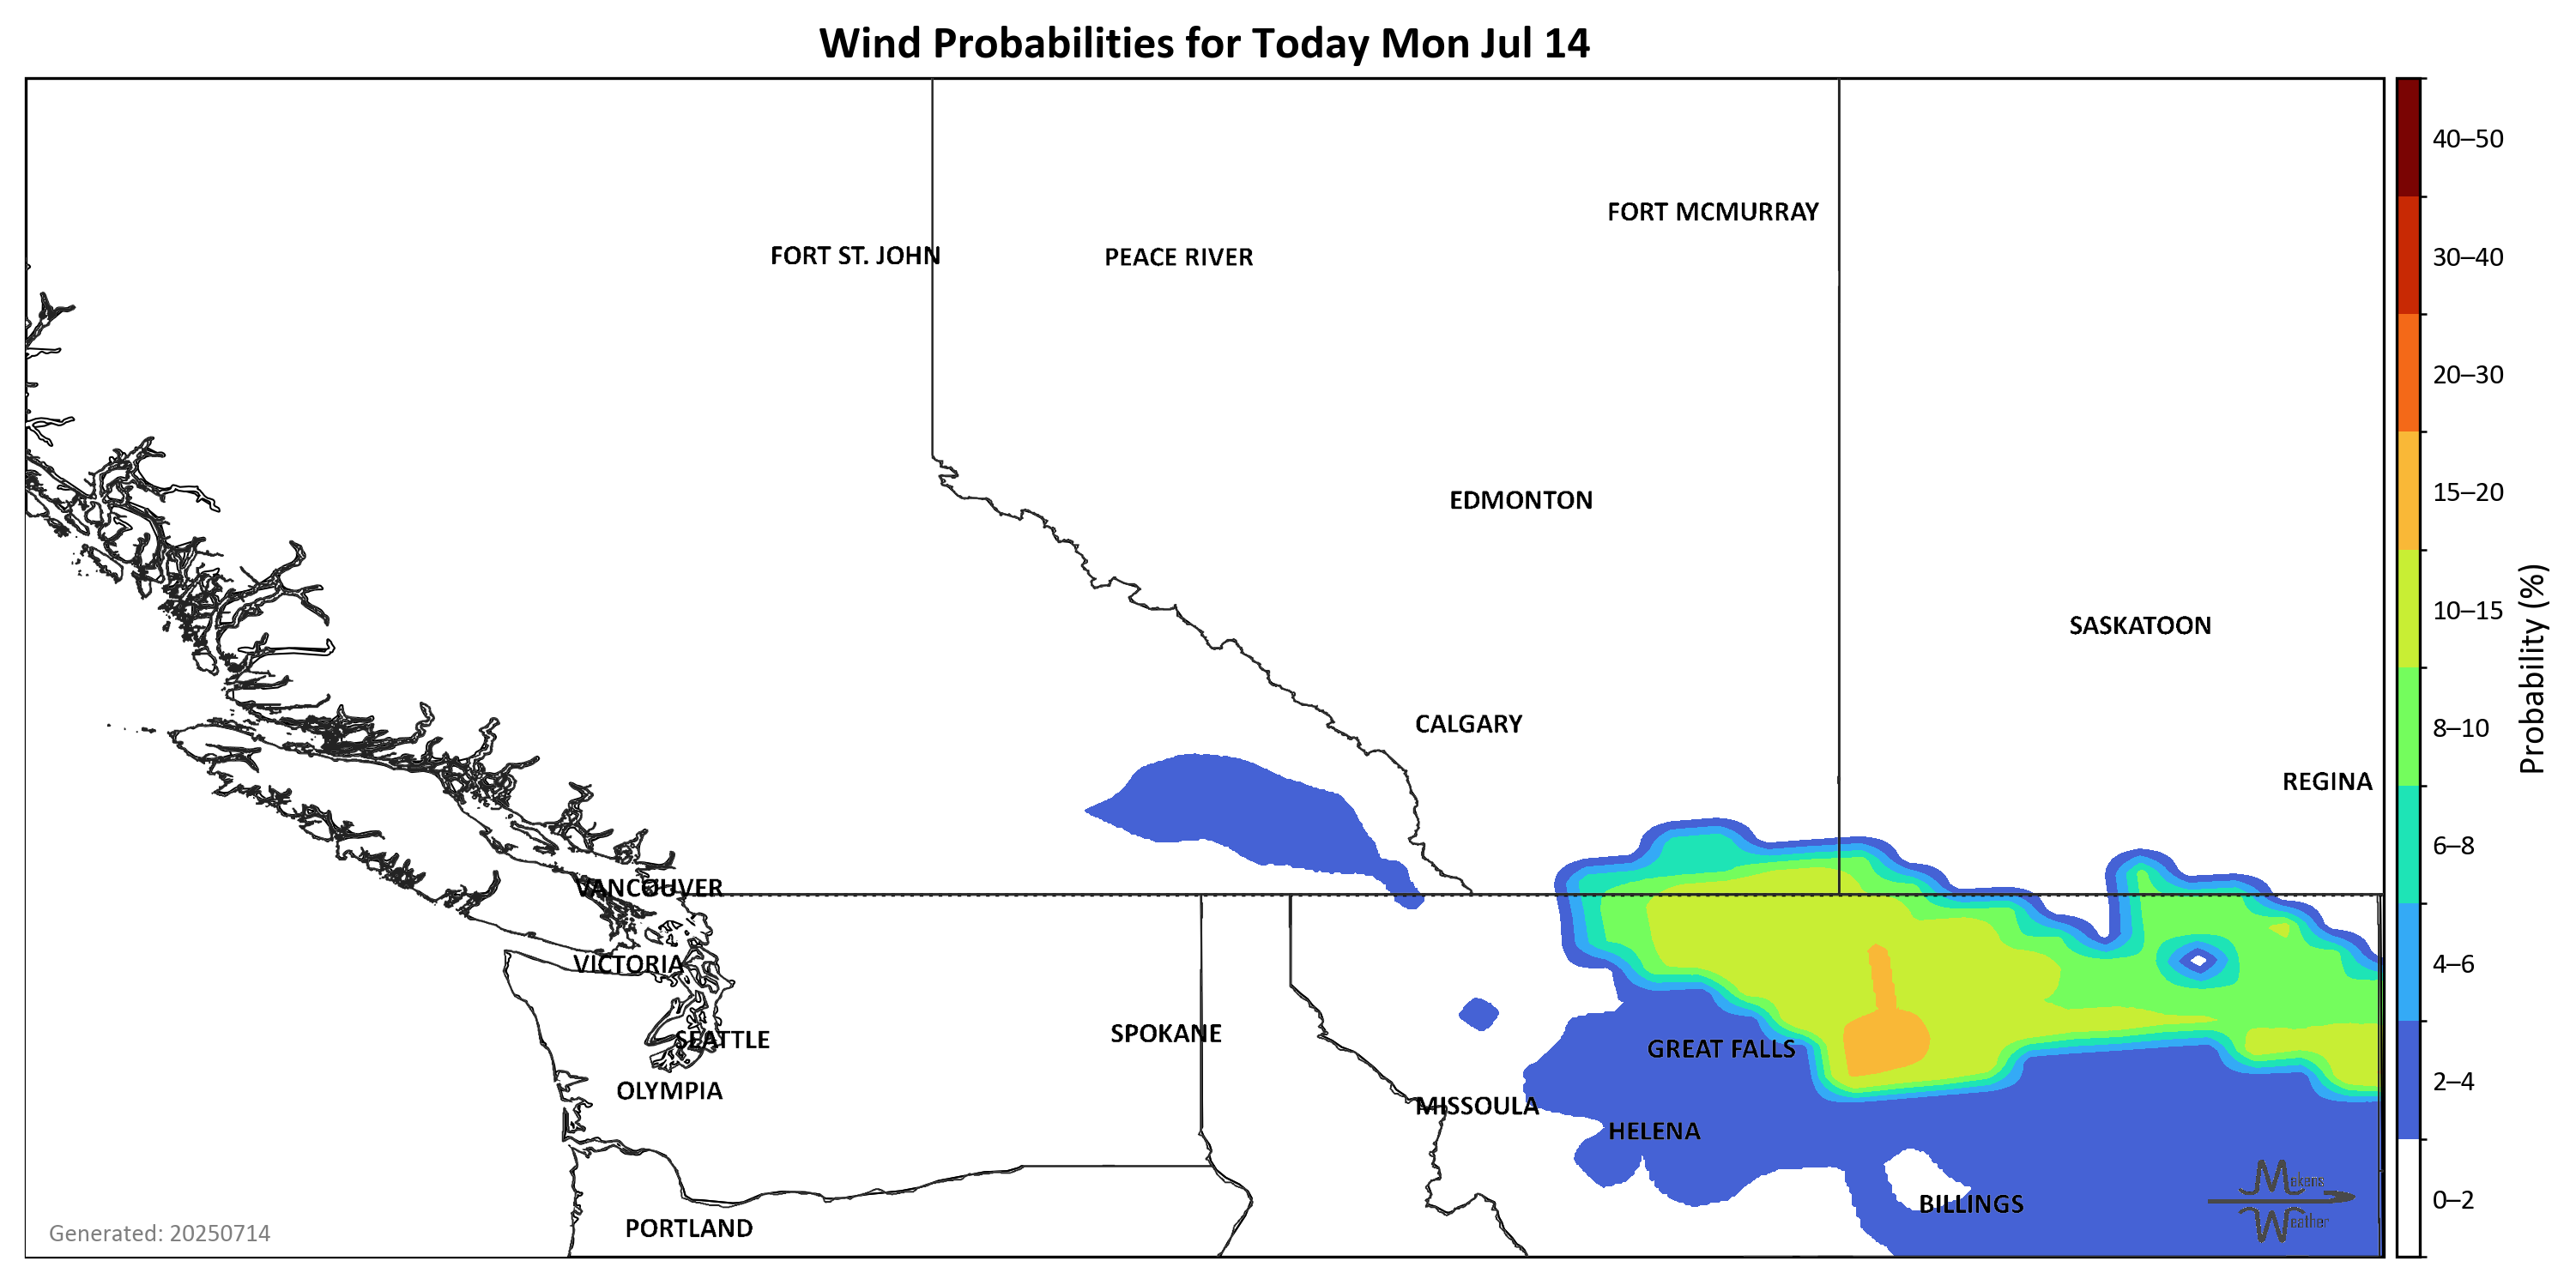 Wind Probabilities for Today Mon Jul 14
FORT MCMURRAY
FORT ST. JOHN
PEACE RIVER
EDMONTON
SASKATOON
CALGARY
REGINA
VANCOUVER
VICTORIA
SPOKANE
SEATTLE
GREAT FALLS
OLYMPIA
MISSOULA
HELENA
BILLINGS
PORTLAND
Generated: 20250714
Weather
40–50
30–40
20–30
15–20
10–15
8–10
6–8
4–6
2–4
0–2
Probability (%)